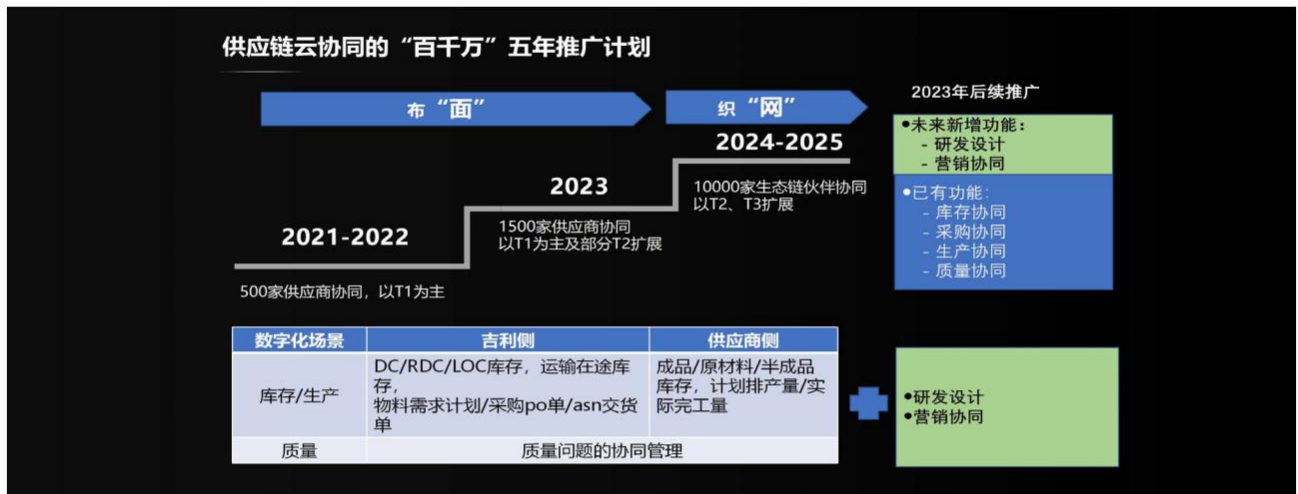 供应链云协同的“百千万”五年推广计划
布“面”
织“网”
2023年后续推广
2024-2025
10000家生态链伙伴协同
以T2、T3扩展
2023
1500家供应商协同
以T1为主及部分T2扩展
2021-2022
500家供应商协同，以T1为主
•未来新增功能：
- 研发设计
- 营销协同
•已有功能：
- 库存协同
- 采购协同
- 生产协同
- 质量协同
数字化场景 吉利侧 供应商侧
库存/生产
DC/RDC/LOC库存，运输在途库
存，
物料需求计划/采购po单/asn交货
单
成品/原材料/半成品
库存，计划排产量/实
际完工量
质量 质量问题的协同管理
•研发设计
•营销协同